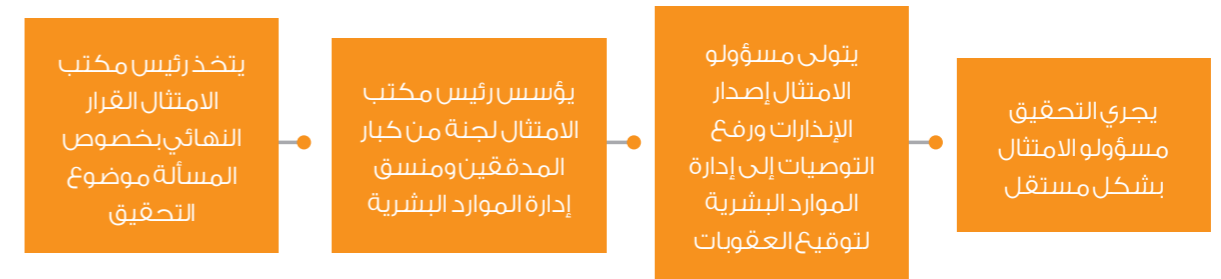 يجري التحقيق
مسؤولو الامتثال
بشكل مستقل
يتولى مسؤولو
الامتثال إصدار
الإنذارات ورفع
التوصيات إلى إدارة
الموارد البشرية
لتوقيع العقوبات
يؤسس رئيس مكتب
الامتثال لجنة من كبار
المدققين ومنسق
إدارة الموارد البشرية
يتخذ رئيس مكتب
الامتثال القرار
النهائي بخصوص
المسألة موضوع
التحقيق